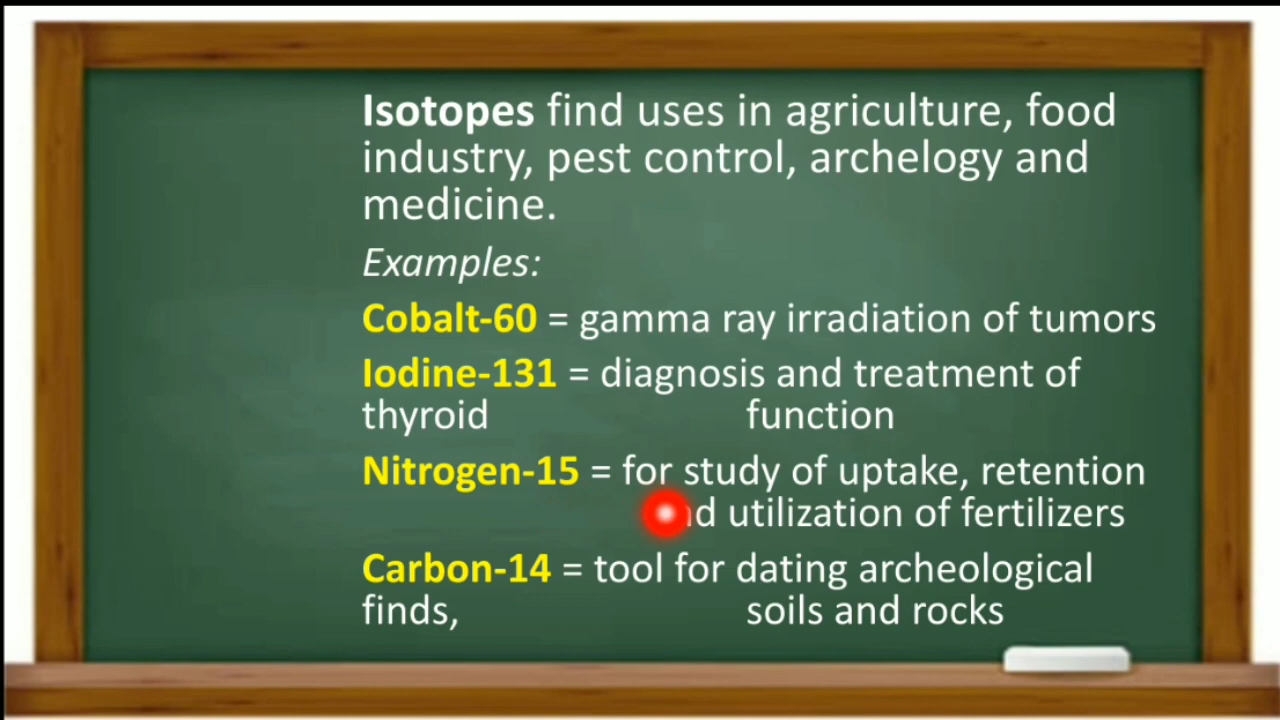 Isotopes find uses in agriculture, food
industry, pest control, archelogy and
medicine.
Examples:
Cobalt-60 = gamma ray irradiation of tumors
Iodine-131 = diagnosis and treatment of
thyroid function
Nitrogen-15 = for study of uptake, retention
utilization of fertilizers
Carbon-14 = tool for dating archeological
finds, soils and rocks